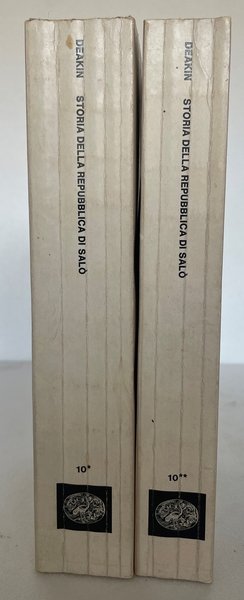 DEAKIN STORIA DELLA REPUBBLICA DI SALÒ
10*
DEAKIN STORIA DELLA REPUBBLICA DI SALÒ
10**